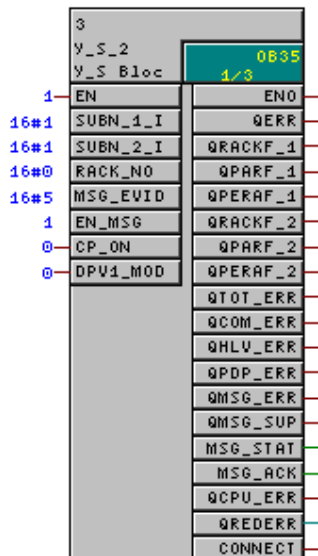 3
Y_S_2
Y_S Bloc
OB35
1/3
1 EN ENO
16#1 SUBN_1_I QERR
16#1 SUBN_2_I QRACKF_1
16#0 RACK_NO QPARF_1
16#5 MSG_EVID QPERAF_1
1 EN_MSG QRACKF_2
0 CP_ON QPARF_2
0 DPV1_MOD QPERAF_2
QTOT_ERR
QCOM_ERR
QHLV_ERR
QPDP_ERR
QMSG_ERR
QMSG_SUP
MSG_STAT
MSG_ACK
QCPU_ERR
QREDERR
CONNECT